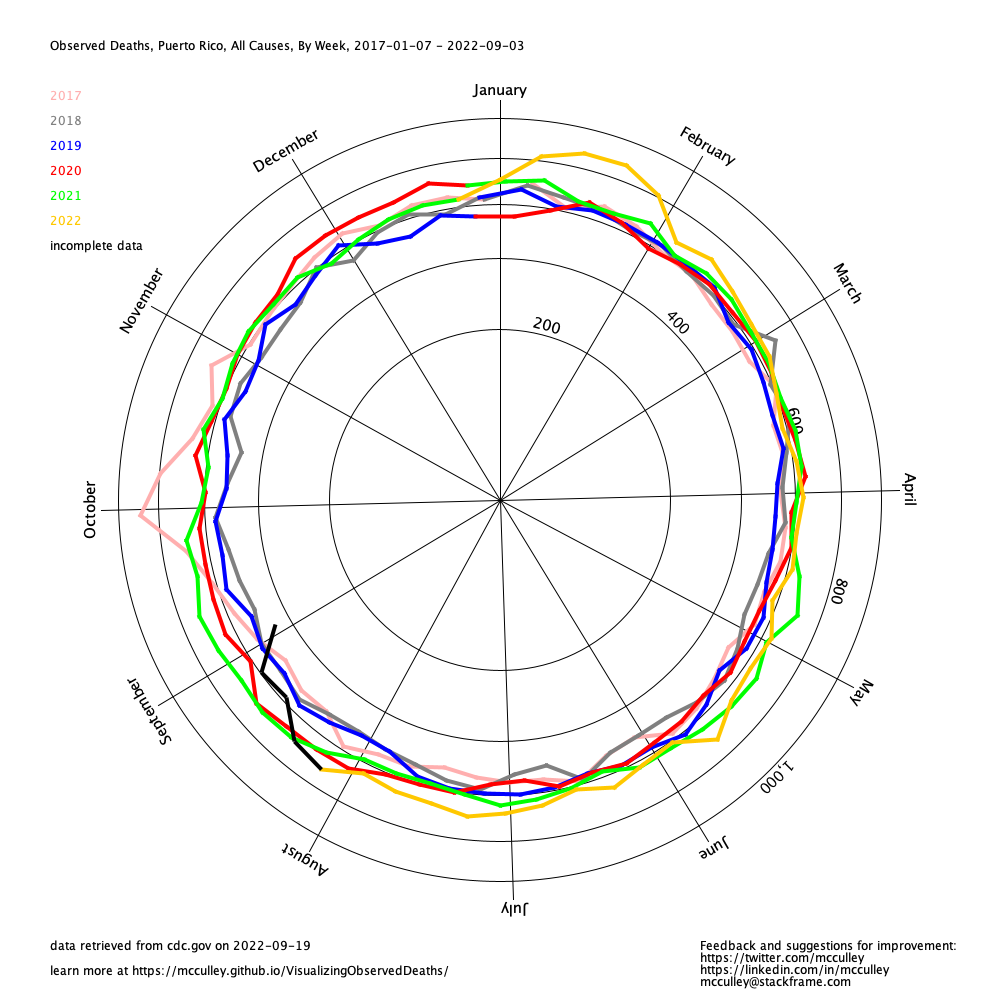 Observed Deaths, Puerto Rico, All Causes, By Week, 2017-01-07 - 2022-09-03
2017
2018
2019
2020
2021
2022
incomplete data
January
February
March
April
May
June
July
August
September
October
November
December
200
400
600
800
1,000
data retrieved from cdc.gov on 2022-09-19
learn more at https://mcculley.github.io/VisualizingObservedDeaths/
Feedback and suggestions for improvement:
https://twitter.com/mcculley
https://linkedin.com/in/mcculley
mcculley@stackframe.com